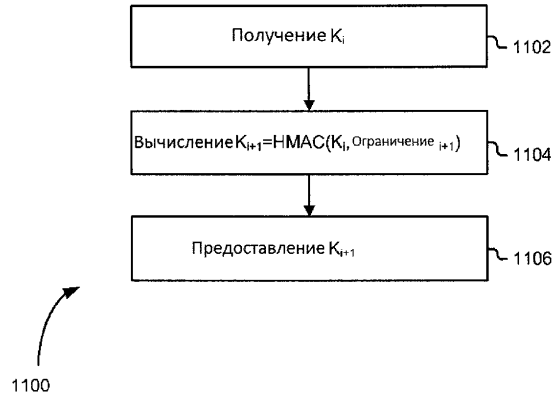 Получение Ki
1102
Вычисление Ki+1=HMAC(Ki, Ограничение i+1)
1104
Предоставление Ki+1
1106
1100